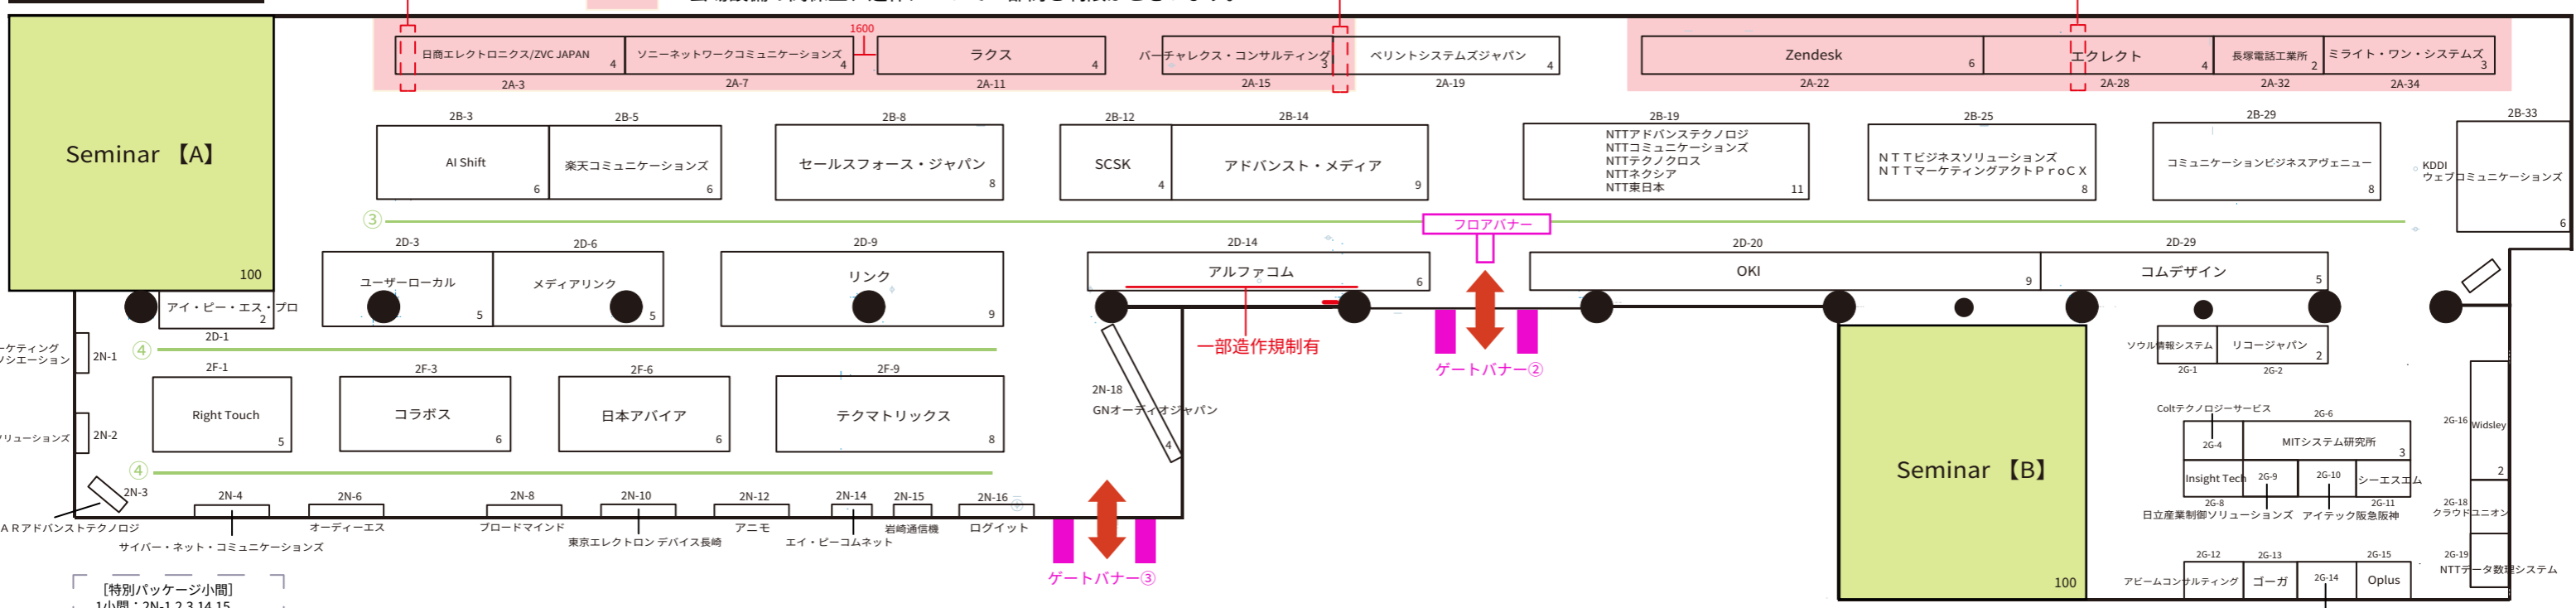 1600
日商エレクトロニクス/ZVC JAPAN
4
2A-3
ソニーネットワークコミュニケーションズ
4
2A-7
ラクス
4
2A-11
バーチャレクス・コンサルティング
3
2A-15
ベリントシステムズジャパン
4
2A-19
Zendesk
6
2A-22
エクレクト
4
2A-28
長塚電話工業所
2
2A-32
ミライト・ワン・システムズ
3
2A-34
Seminar 【A】
100
2B-3
AI Shift
6
2B-5
楽天コミュニケーションズ
6
2B-8
セールスフォース・ジャパン
8
2B-12
SCSK
4
2B-14
アドバンスト・メディア
9
2B-19
NTTアドバンステクノロジ
NTTコミュニケーションズ
NTTテクノクロス
NTTネクシア
NTT東日本
11
2B-25
NTTビジネスソリューションズ
NTTマーケティングアクトProCX
8
2B-29
コミュニケーションビジネスアヴェニュー
8
2B-33
KDDI
ウェブコミュニケーションズ
6
③
フロアバナー
2D-3
ユーザーローカル
5
2D-6
メディアリンク
5
2D-9
リンク
9
2D-14
アルファコム
6
2D-20
OKI
9
2D-29
コムデザイン
5
アイ・ピー・エス・プロ
2
2D-1
一部造作規制有
ゲートバナー②
④
ーケティング
ソシエーション
2N-1
2F-1
Right Touch
5
2F-3
コラボス
6
2F-6
日本アバイア
6
2F-9
テクマトリックス
8
2N-18
GNオーディオジャパン
4
リューションズ
2N-2
④
2N-3
ARアドバンストテクノロジ
2N-4
サイバー・ネット・コミュニケーションズ
2N-6
オーディーエス
2N-8
ブロードマインド
2N-10
東京エレクトロン デバイス長崎
2N-12
アニモ
2N-14
エイ・ピーコムネット
2N-15
岩崎通信機
2N-16
ログイット
ゲートバナー③
Seminar 【B】
100
ソウル情報システム
2G-1
リコージャパン
2
2G-2
Coltテクノロジーサービス
2G-4
2G-6
MITシステム研究所
3
Insight Tech
2G-8
2G-9
日立産業制御ソリューションズ
2G-10
アイテック阪急阪神
シーエスエム
2G-11
2G-12
アビームコンサルティング
2G-13
ゴーガ
2G-14
2G-15
Oplus
2G-16
Widsley
2
2G-18
クラウドユニオン
2G-19
NTTデータ数理システム
［特別パッケージ小間］
1小間：2N-1,2,3,14,15